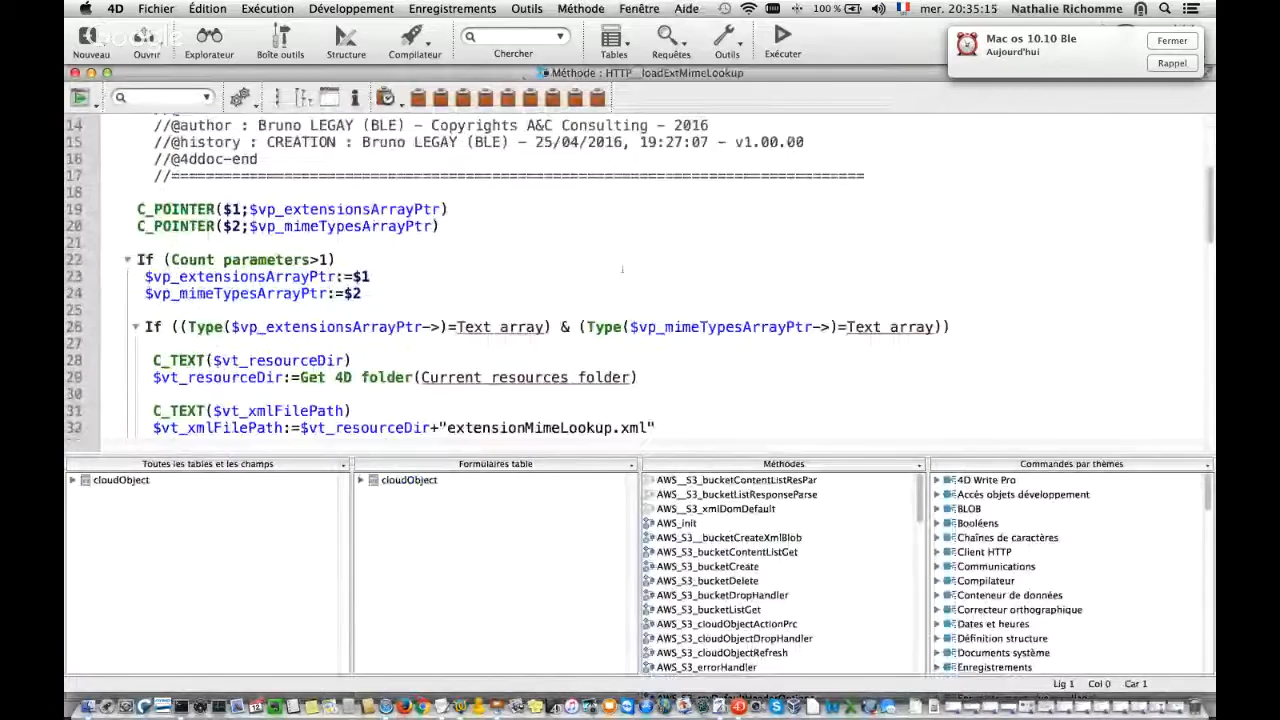 4D Fichier Édition Exécution Développement Enregistrements Outils Méthode Fenêtre Aide 100 % mer. 20:35:15 Nathalie Richomme
Google
Nouveau Ouvrir Explorateur Boîte outils Structure Compilateur Chercher Tables Requêtes Outils Exécuter
Mac os 10.10 Ble
Aujourd'hui
Fermer
Rappel
Méthode : HTTP__loadExtMimeLookup
14 //@author : Bruno LEGAY (BLE) - Copyrights A&C Consulting - 2016
15 //@history : CREATION : Bruno LEGAY (BLE) - 25/04/2016, 19:27:07 - v1.00.00
16 //@4ddoc-end
17 //================================================================================
18
19 C_POINTER($1;$vp_extensionsArrayPtr)
20 C_POINTER($2;$vp_mimeTypesArrayPtr)
21
22 If (Count parameters>1)
23 $vp_extensionsArrayPtr:=$1
24 $vp_mimeTypesArrayPtr:=$2
25
26 If ((Type($vp_extensionsArrayPtr->)=Text array) & (Type($vp_mimeTypesArrayPtr->)=Text array))
27
28 C_TEXT($vt_resourceDir)
29 $vt_resourceDir:=Get 4D folder(Current resources folder)
30
31 C_TEXT($vt_xmlFilePath)
32 $vt_xmlFilePath:=$vt_resourceDir+"extensionMimeLookup.xml"
Toutes les tables et les champs
cloudObject
Formulaires table
cloudObject
Méthodes
AWS__S3_bucketContentListResPar
AWS__S3_bucketListResponseParse
AWS__S3_xmlDomDefault
AWS_init
AWS_S3__bucketCreateXmlBlob
AWS_S3_bucketContentListGet
AWS_S3_bucketCreate
AWS_S3_bucketDelete
AWS_S3_bucketDropHandler
AWS_S3_bucketListGet
AWS_S3_cloudObjectActionPrc
AWS_S3_cloudObjectDropHandler
AWS_S3_cloudObjectRefresh
AWS_S3_errorHandler
Commandes par thèmes
4D Write Pro
Accès objets développement
BLOB
Booléens
Chaînes de caractères
Client HTTP
Communications
Compilateur
Conteneur de données
Correcteur orthographique
Dates et heures
Définition structure
Documents système
Enregistrements
Lig 1 Col 0 Car 1